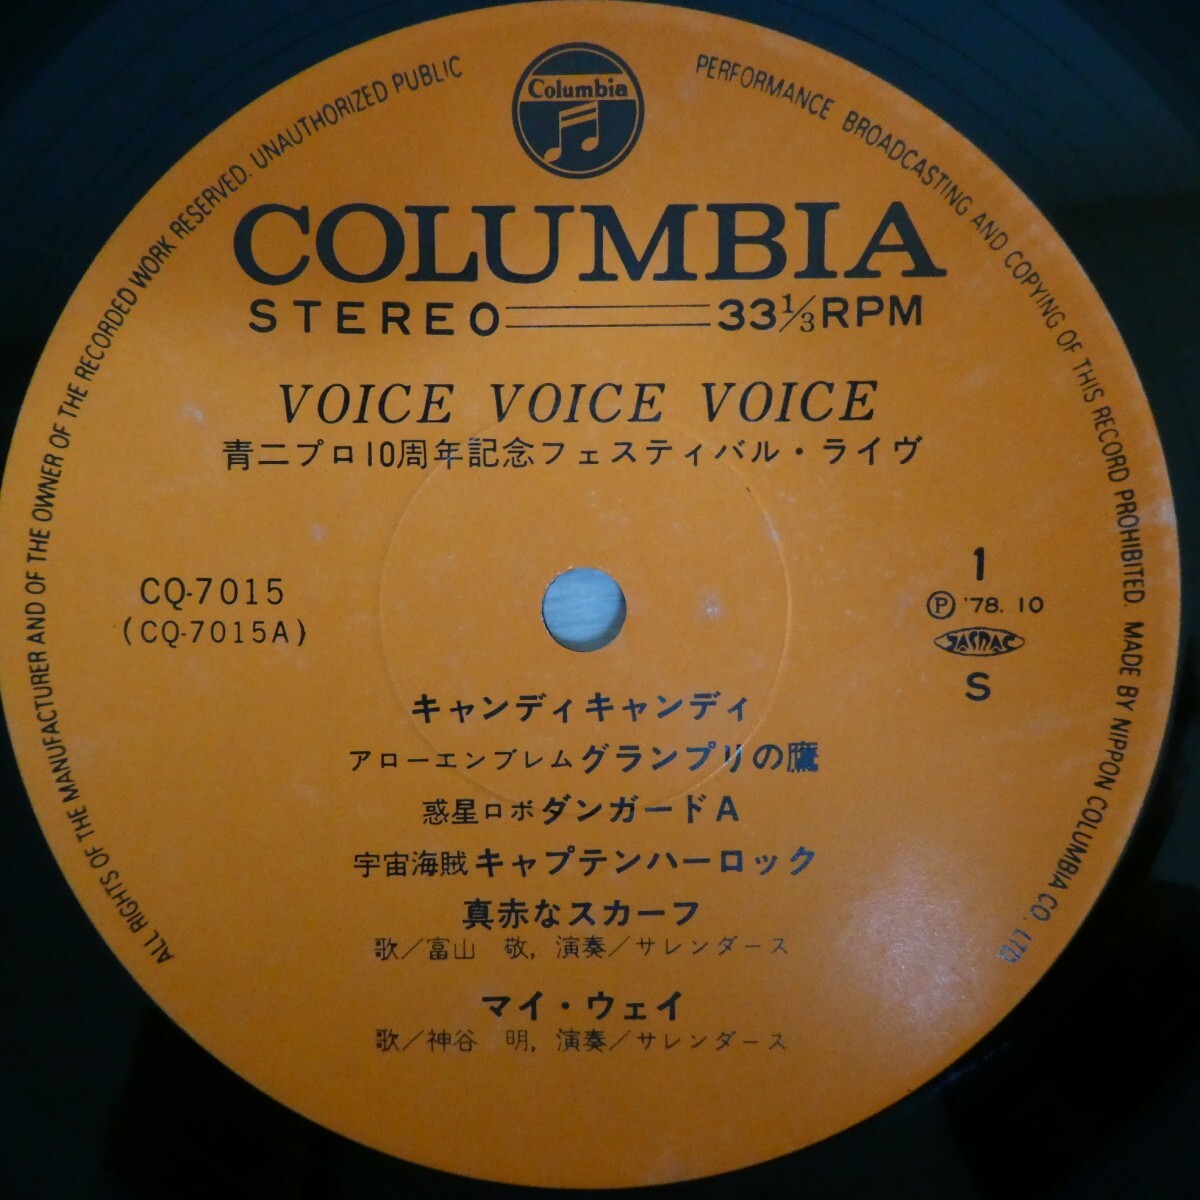 Columbia
COLUMBIA
STEREO 33 1/3 RPM
VOICE VOICE VOICE
青二プロ10周年記念フェスティバル・ライヴ
CQ-7015
(CQ-7015A)
1
Ⓟ '78. 10
JASRAC
S
キャンディキャンディ
アローエンブレムグランプリの鷹
惑星ロボダンガードA
宇宙海賊キャプテンハーロック
真赤なスカーフ
歌／富山 敬, 演奏／サレンダース
マイ・ウェイ
歌／神谷 明, 演奏／サレンダース
ALL RIGHTS OF THE MANUFACTURER AND OF THE OWNER OF THE RECORDED WORK RESERVED. UNAUTHORIZED PUBLIC PERFORMANCE BROADCASTING AND COPYING OF THIS RECORD PROHIBITED. MADE BY NIPPON COLUMBIA CO., LTD.